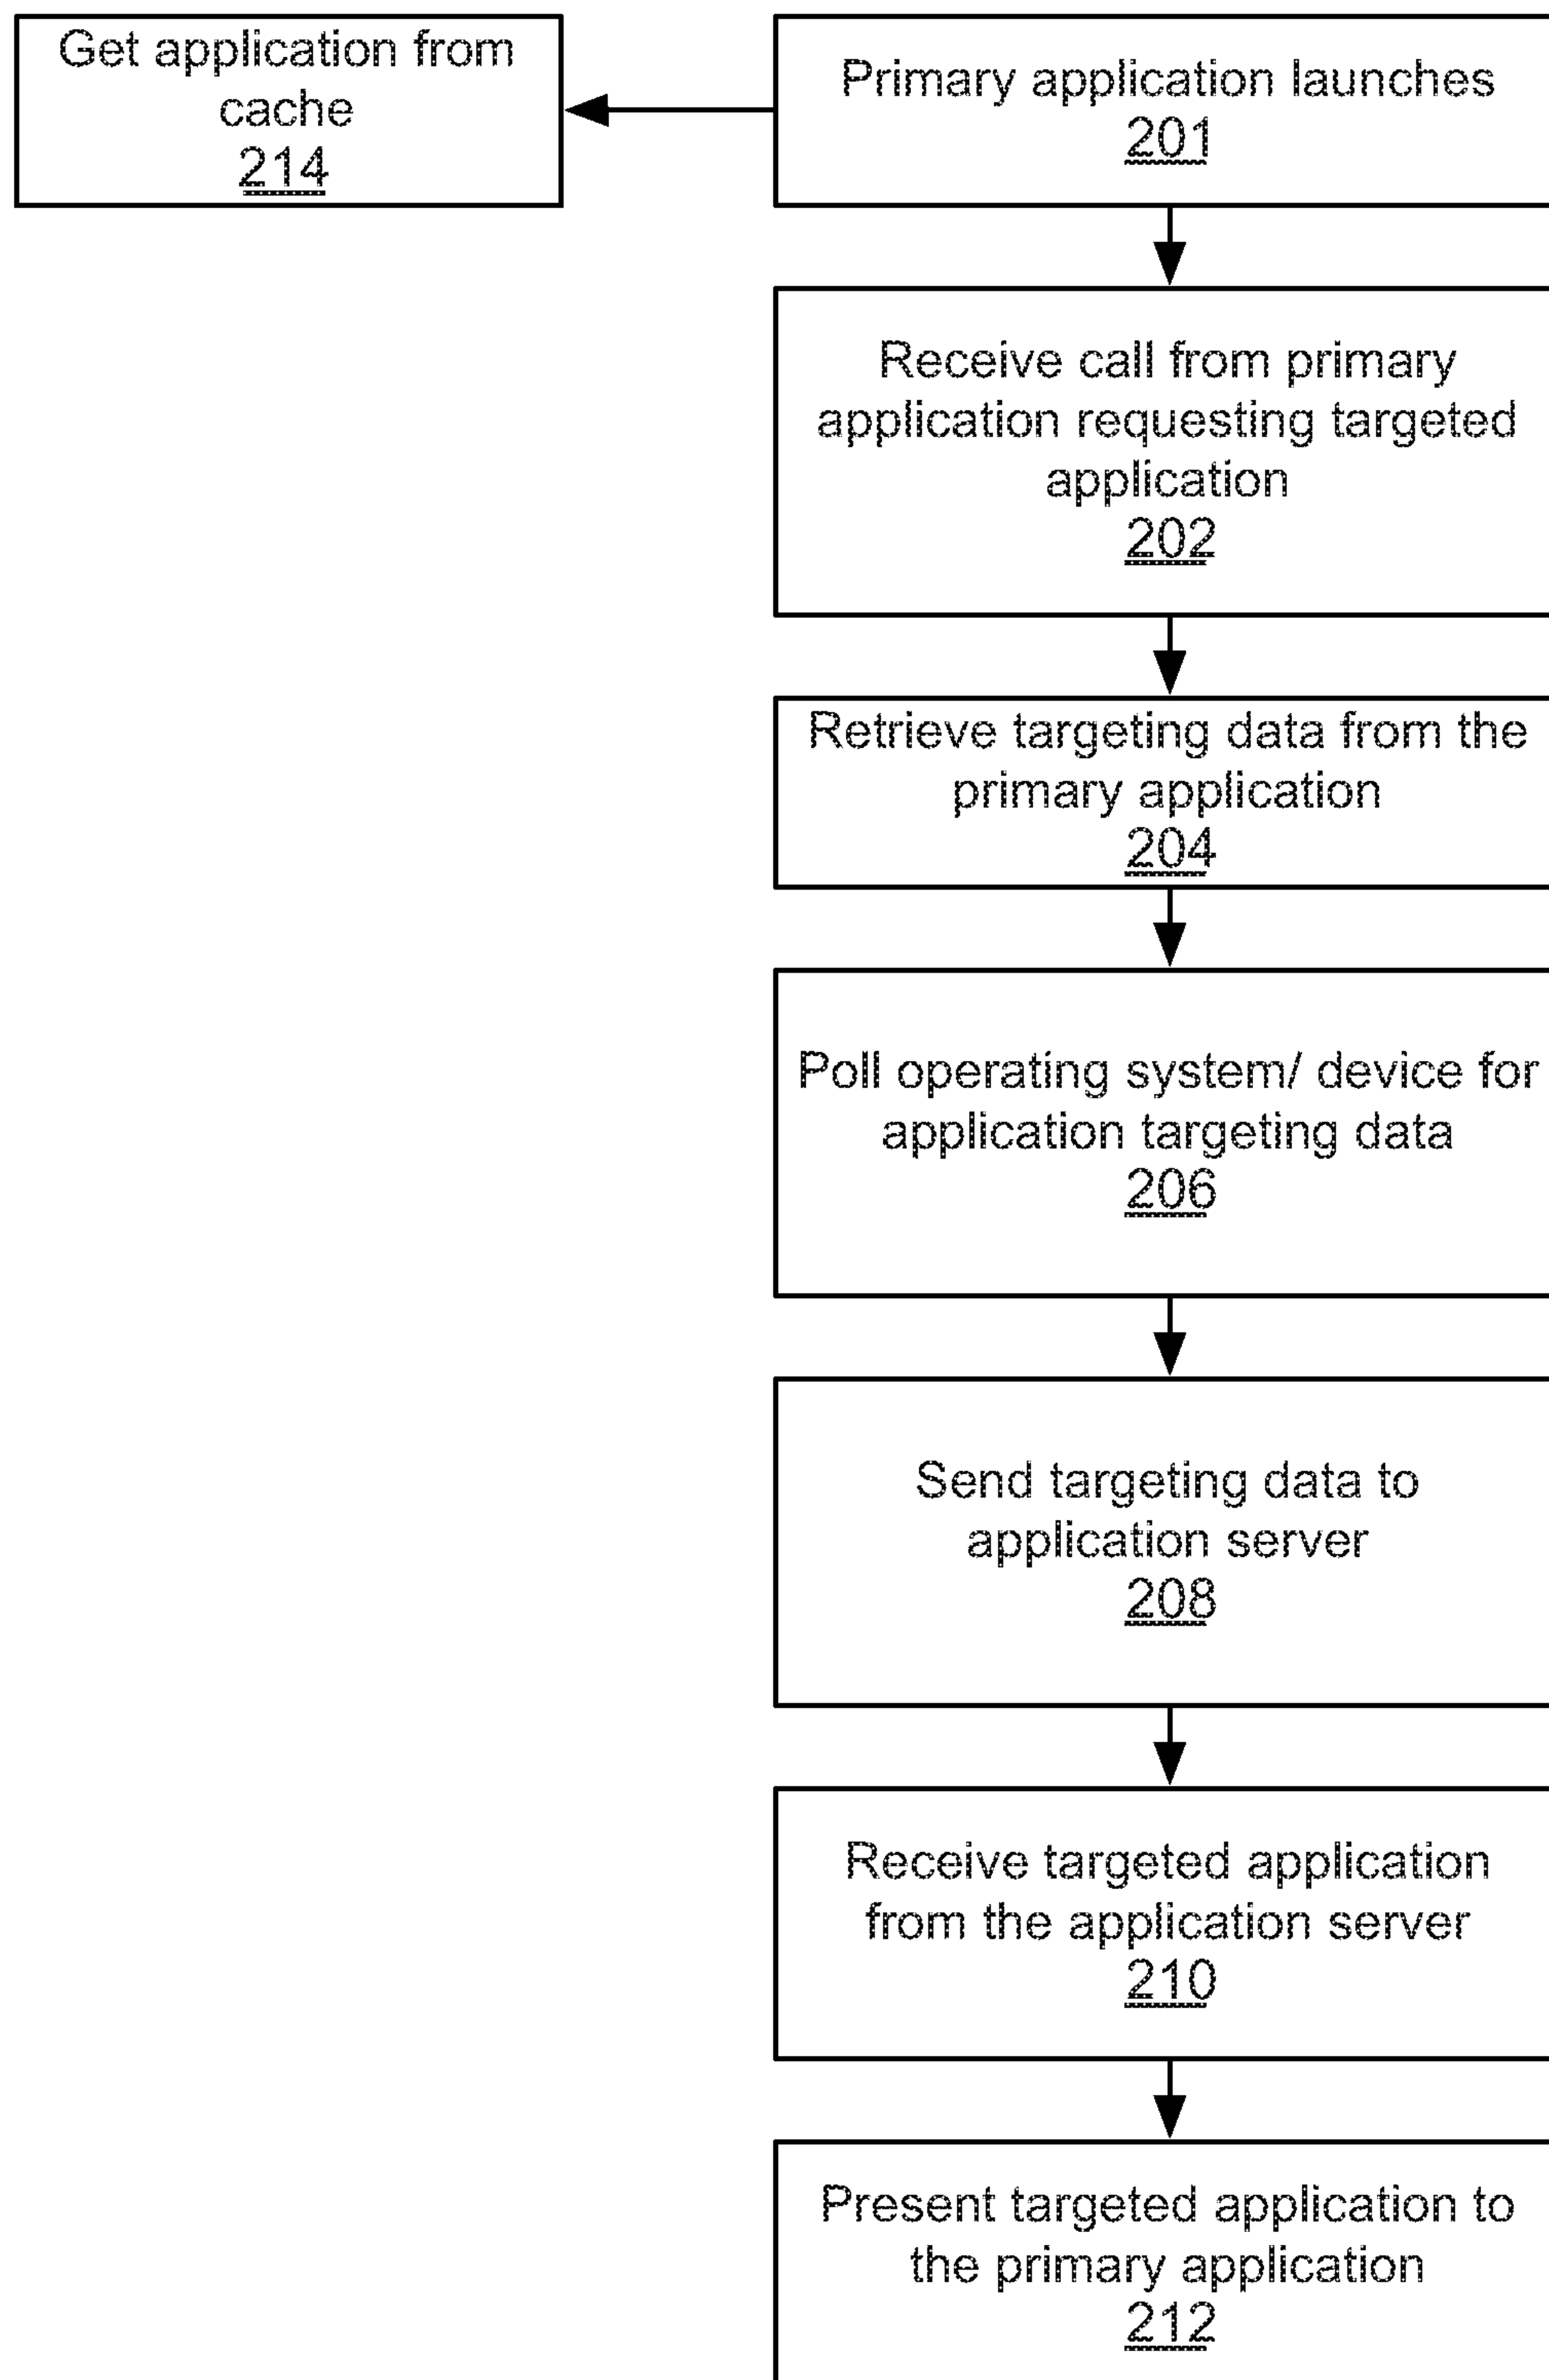 Get application from
cache
214
Primary application launches
201
Receive call from primary
application requesting targeted
application
202
Retrieve targeting data from the
primary application
204
Poll operating system/ device for
application targeting data
206
Send targeting data to
application server
208
Receive targeted application
from the application server
210
Present targeted application to
the primary application
212